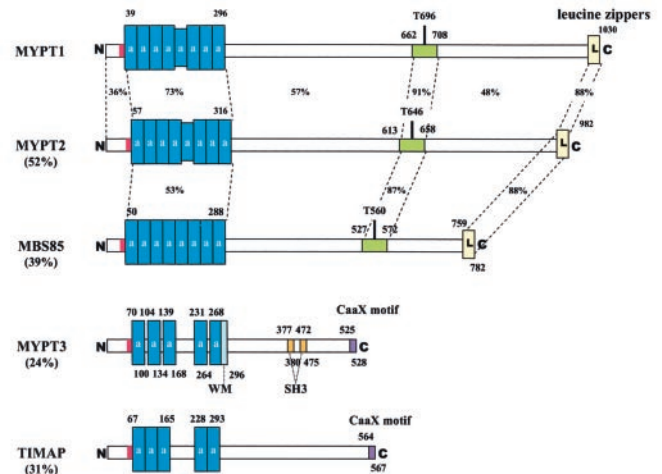 leucine zippers
39 296 T696 1030
662 708
MYPT1 N a a a a a a a a L C
36% 73% 57% 91% 48% 88%
57 316 T646 982
613 658
MYPT2 N a a a a a a a a L C
(52%)
53% 87% 88%
50 288 T560 759
527 572
MBS85 N a a a a a a a a L C
(39%)
782
CaaX motif
70 104 139 231 268 377 472 525
MYPT3 N a a a a a C
(24%)
100 134 168 264 296 380 475 528
WM SH3
CaaX motif
67 165 228 293 564
TIMAP N a a a a a C
(31%)
567